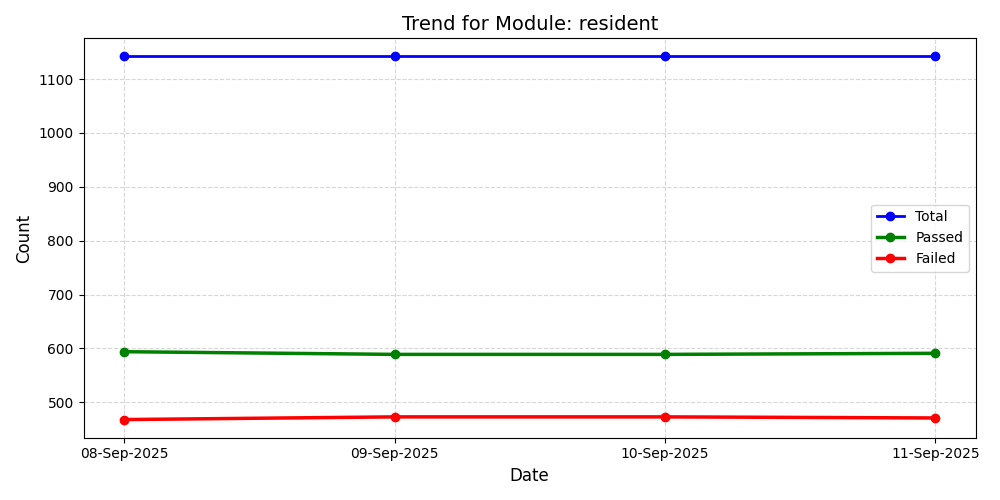 Trend for Module: resident
Count
1100
1000
900
800
700
600
500
Total
Passed
Failed
08-Sep-2025
09-Sep-2025
10-Sep-2025
11-Sep-2025
Date